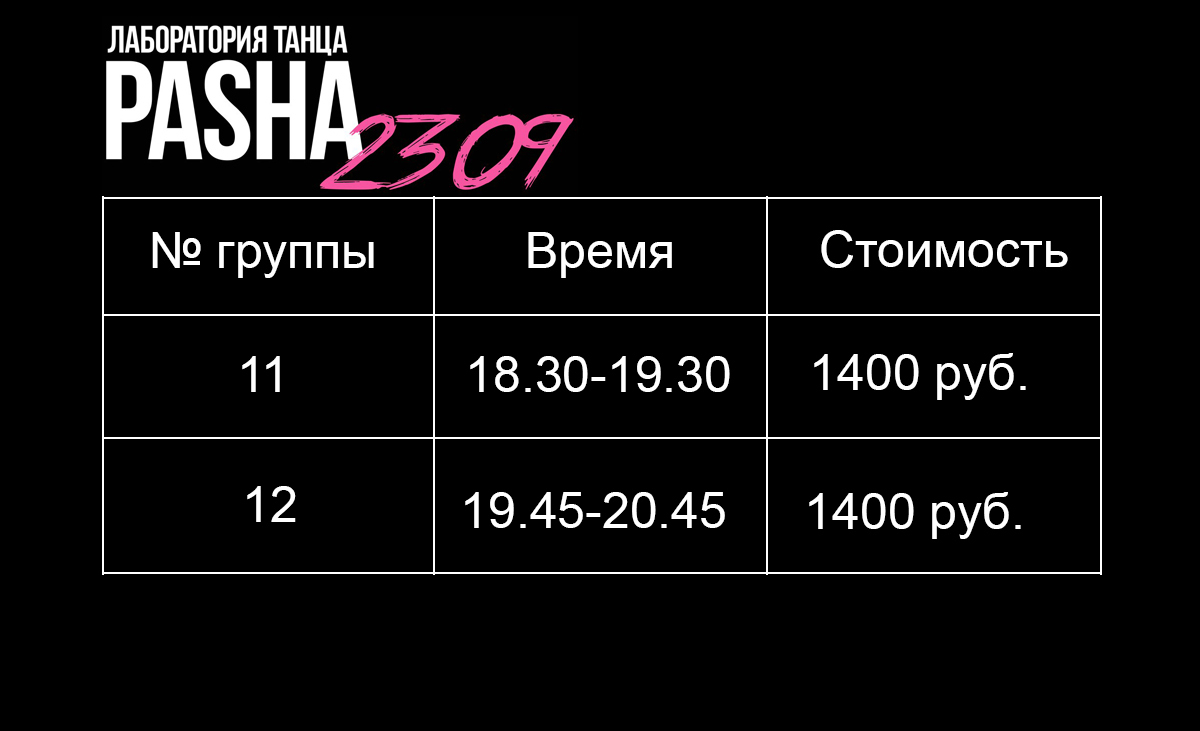 ЛАБОРАТОРИЯ ТАНЦА
PASHA
2309
№ группы Время Стоимость
11 18.30-19.30 1400 руб.
12 19.45-20.45 1400 руб.